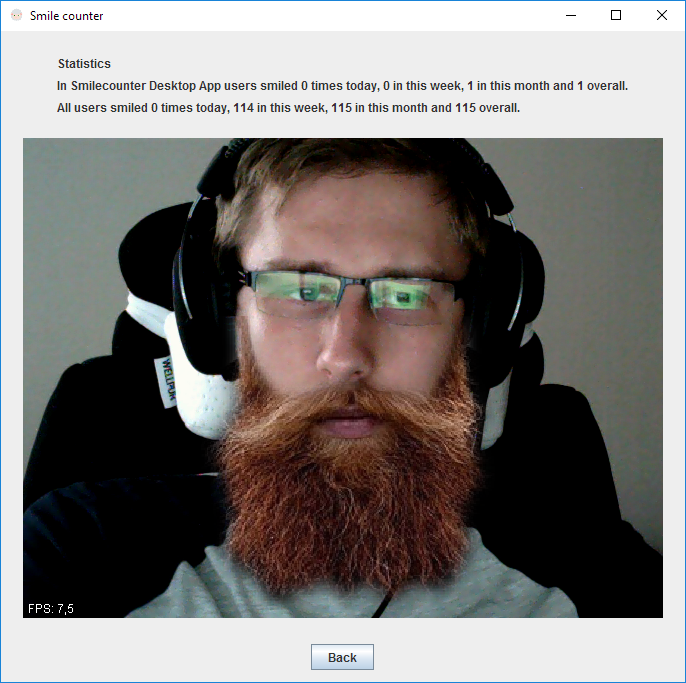 Smile counter
Statistics
In Smilecounter Desktop App users smiled 0 times today, 0 in this week, 1 in this month and 1 overall.
All users smiled 0 times today, 114 in this week, 115 in this month and 115 overall.
FPS: 7,5
Back